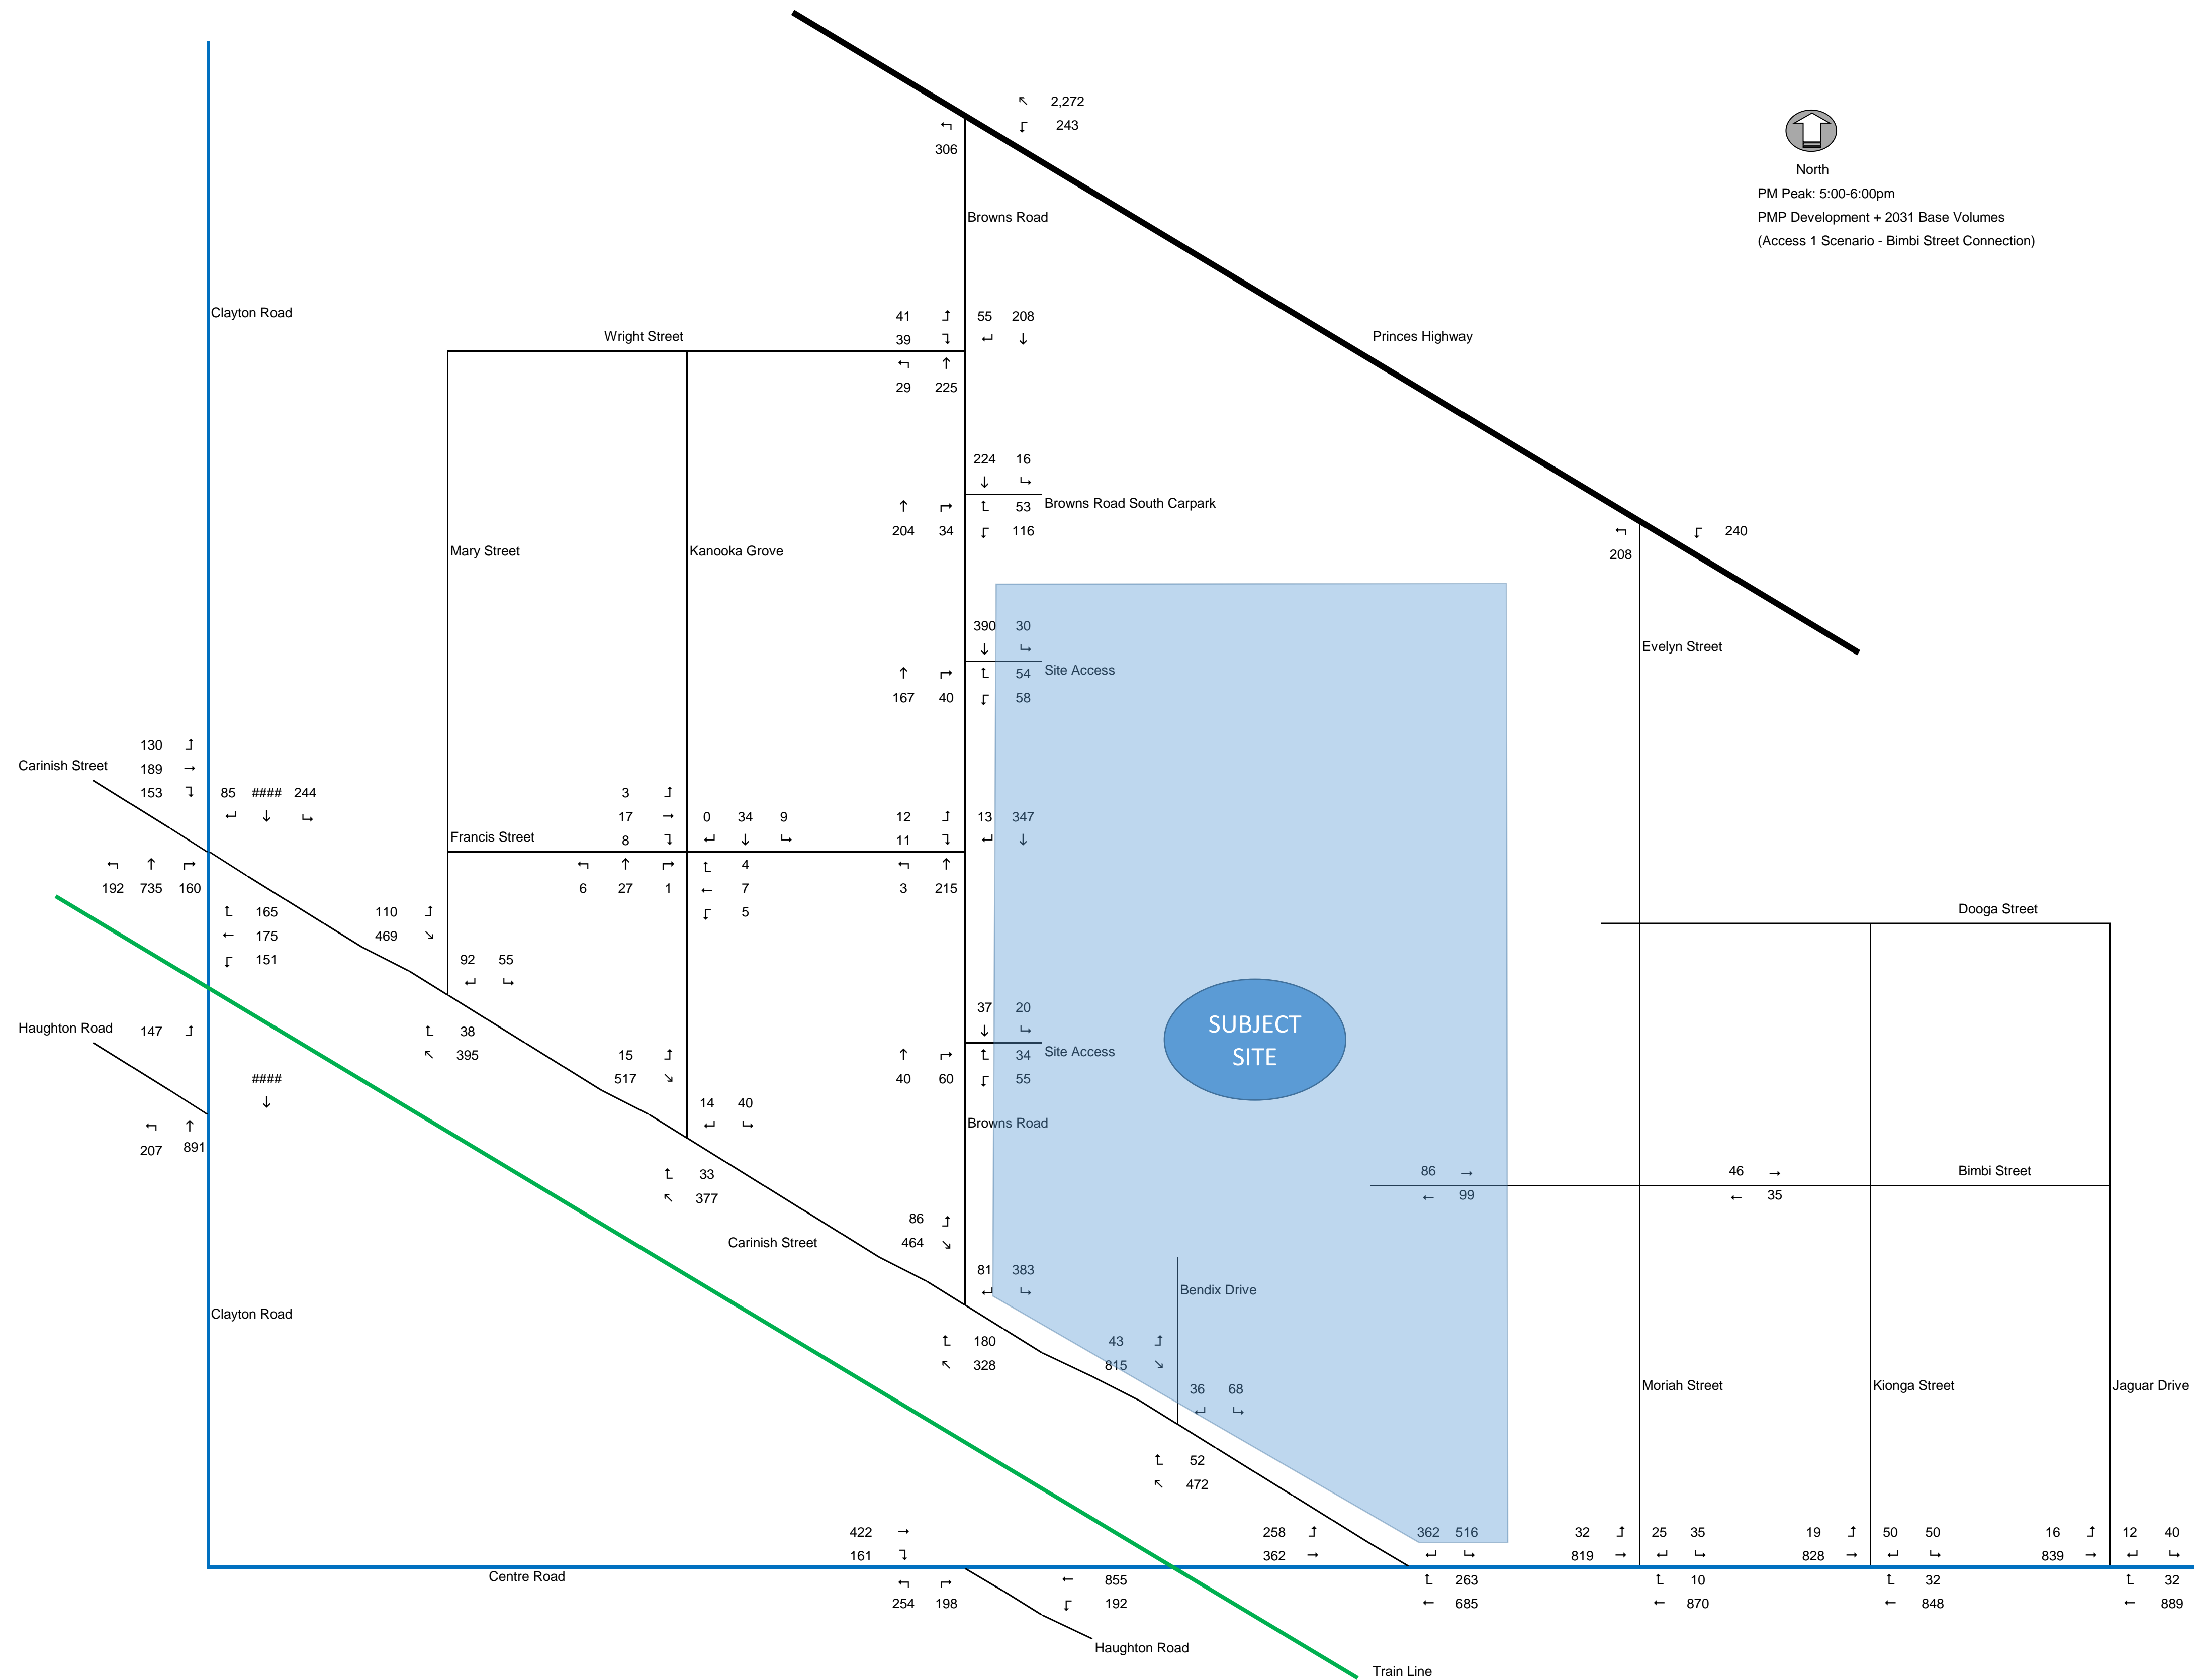 2,272
243
306
North
PM Peak: 5:00-6:00pm
PMP Development + 2031 Base Volumes
(Access 1 Scenario - Bimbi Street Connection)
Browns Road
Clayton Road
41 55 208
Wright Street
39
Princes Highway
29 225
224 16
Browns Road South Carpark
204 34 53
116
208
240
Mary Street
Kanooka Grove
390 30
Evelyn Street
Site Access
54
167 40 58
130
Carinish Street
189
153 85 #### 244
3
17 0 34 9
12 13 347
Francis Street
8
11
192 735 160
4
6 27 1 7
3 215
165
5
110
175
469
Dooga Street
151
92 55
37 20
SUBJECT
SITE
Haughton Road
147
38
395
15
517
Site Access
34
40 60 55
####
14 40
Browns Road
207 891
33
377
86
99
46
35
Bimbi Street
86
464
Carinish Street
81 383
Bendix Drive
Clayton Road
180
328
43
815
36 68
Moriah Street
Kionga Street
Jaguar Drive
52
472
422
161
258
362
362 516
32
819
25 35
19
828
50 50
16
839
12 40
Centre Road
254 198
855
192
263
685
10
870
32
848
32
889
Haughton Road
Train Line